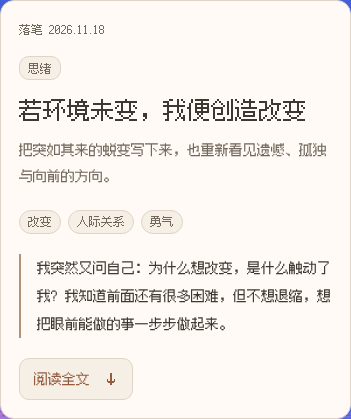 落笔 2026.11.18
思绪
若环境未变，我便创造改变
把突如其来的蜕变写下来，也重新看见遗憾、孤独
与向前的方向。
改变 人际关系 勇气
我突然又问自己：为什么想改变，是什么触动了
我？我知道前面还有很多困难，但不想退缩，想
把眼前能做的事一步步做起来。
阅读全文 ↓